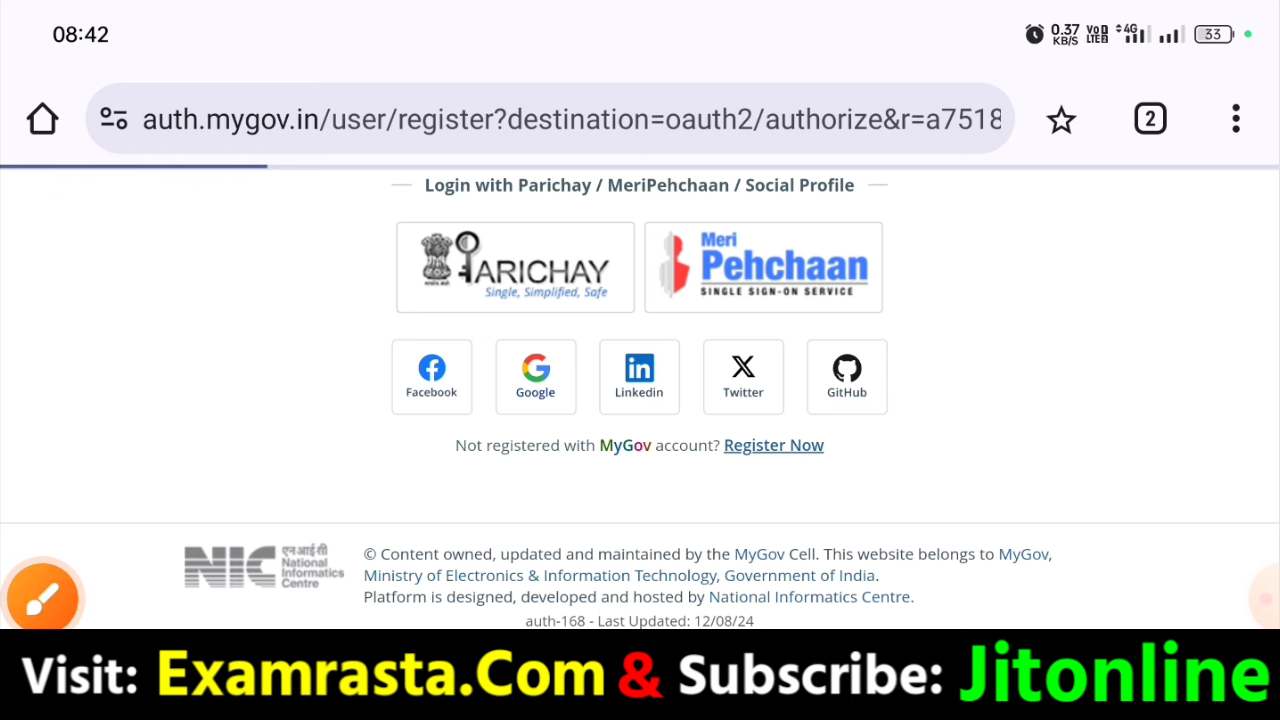 08:42
0.37 KB/S
4G
33
auth.mygov.in/user/register?destination=oauth2/authorize&r=a7518
2
Login with Parichay / MeriPehchaan / Social Profile
PARICHAY
Single, Simplified, Safe
Meri
Pehchaan
SINGLE SIGN-ON SERVICE
Facebook
Google
Linkedin
Twitter
GitHub
Not registered with MyGov account? Register Now
NIC
एन आई सी
National
Informatics
Centre
© Content owned, updated and maintained by the MyGov Cell. This website belongs to MyGov,
Ministry of Electronics & Information Technology, Government of India.
Platform is designed, developed and hosted by National Informatics Centre.
auth-168 - Last Updated: 12/08/24
Visit: Examrasta.Com & Subscribe: Jitonline